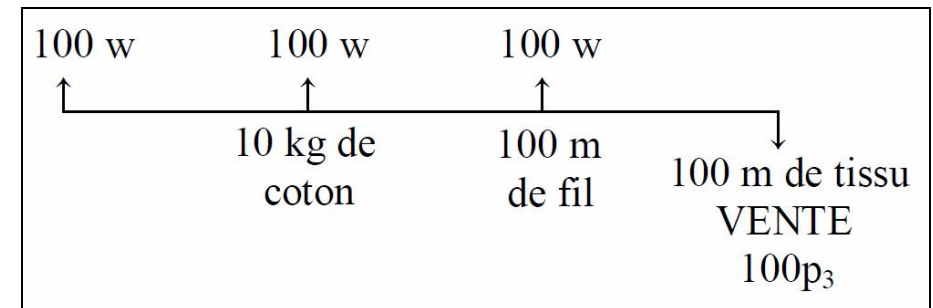 100 w 100 w 100 w
10 kg de coton
100 m de fil
100 m de tissu
VENTE
100p₃